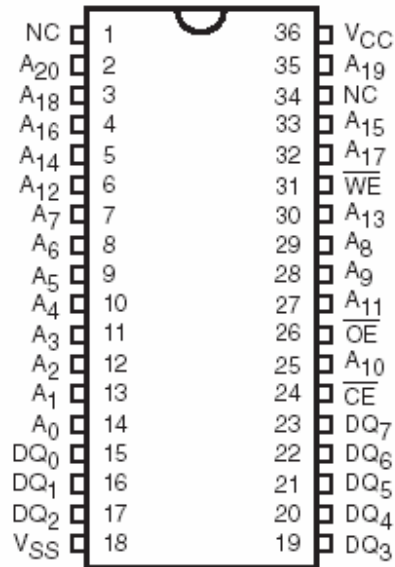 NC 1 36 VCC
A20 2 35 A19
A18 3 34 NC
A16 4 33 A15
A14 5 32 A17
A12 6 31 W̅E̅
A7 7 30 A13
A6 8 29 A8
A5 9 28 A9
A4 10 27 A11
A3 11 26 O̅E̅
A2 12 25 A10
A1 13 24 C̅E̅
A0 14 23 DQ7
DQ0 15 22 DQ6
DQ1 16 21 DQ5
DQ2 17 20 DQ4
VSS 18 19 DQ3